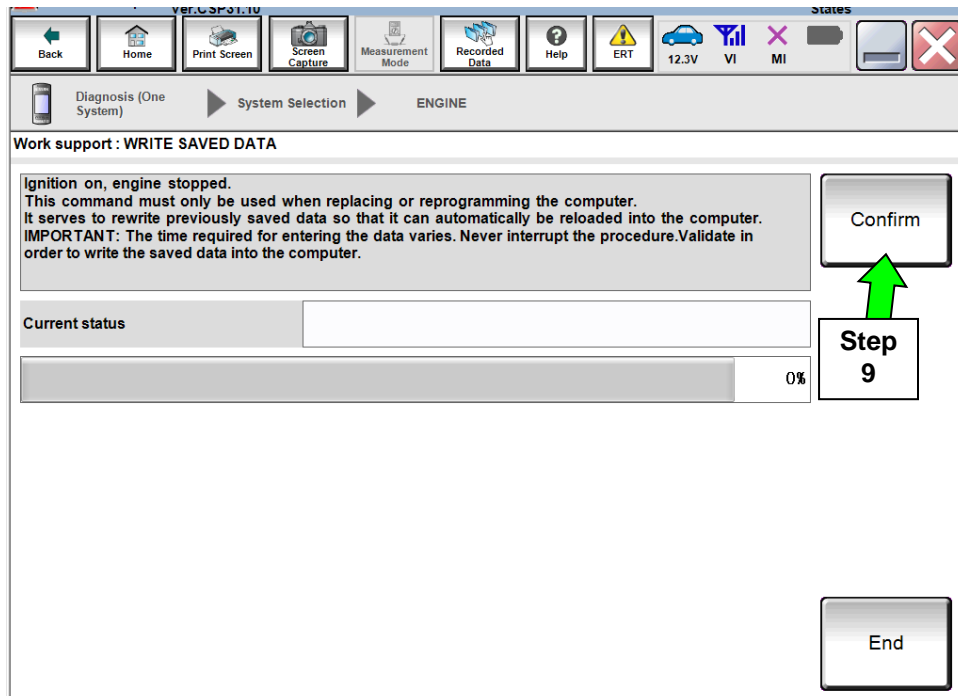 Ver.CSP31.10 States
Back Home Print Screen Screen Capture Measurement Mode Recorded Data Help ERT 12.3V VI MI
Diagnosis (One System) System Selection ENGINE
Work support : WRITE SAVED DATA
Ignition on, engine stopped.
This command must only be used when replacing or reprogramming the computer.
It serves to rewrite previously saved data so that it can automatically be reloaded into the computer.
IMPORTANT: The time required for entering the data varies. Never interrupt the procedure.Validate in
order to write the saved data into the computer.
Confirm
Current status
Step
9
0%
End